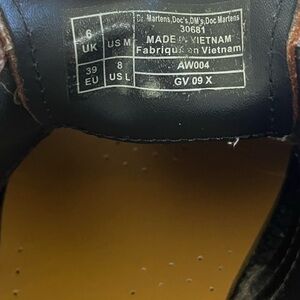 Dr. Martens, Doc's, DM's, Doc Martens
30681
MADE IN VIETNAM
Fabriqué en Vietnam
AW004
GV 09 X
6 UK
US M
39 EU
8 US L